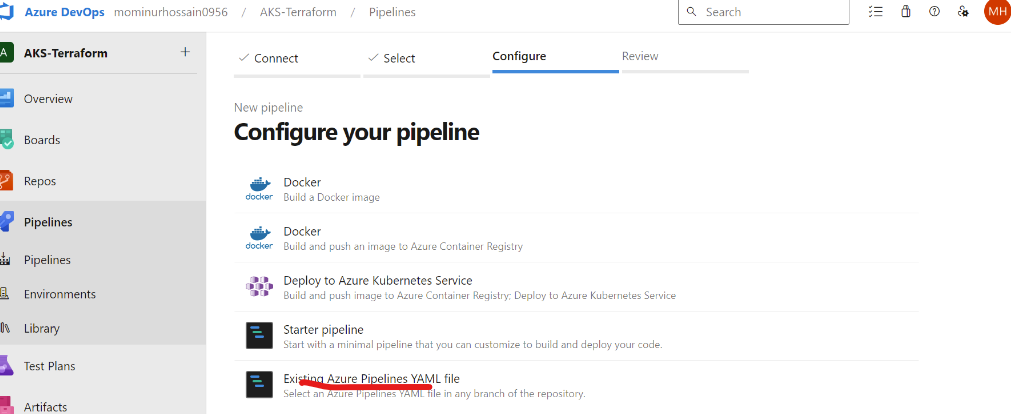 Azure DevOps mominurhossain0956 / AKS-Terraform / Pipelines
Search
MH
A AKS-Terraform +
Overview
Boards
Repos
Pipelines
Pipelines
Environments
Library
Test Plans
Artifacts
Connect Select Configure Review
New pipeline
Configure your pipeline
docker
Docker
Build a Docker image
docker
Docker
Build and push an image to Azure Container Registry
Deploy to Azure Kubernetes Service
Build and push image to Azure Container Registry; Deploy to Azure Kubernetes Service
Starter pipeline
Start with a minimal pipeline that you can customize to build and deploy your code.
Existing Azure Pipelines YAML file
Select an Azure Pipelines YAML file in any branch of the repository.